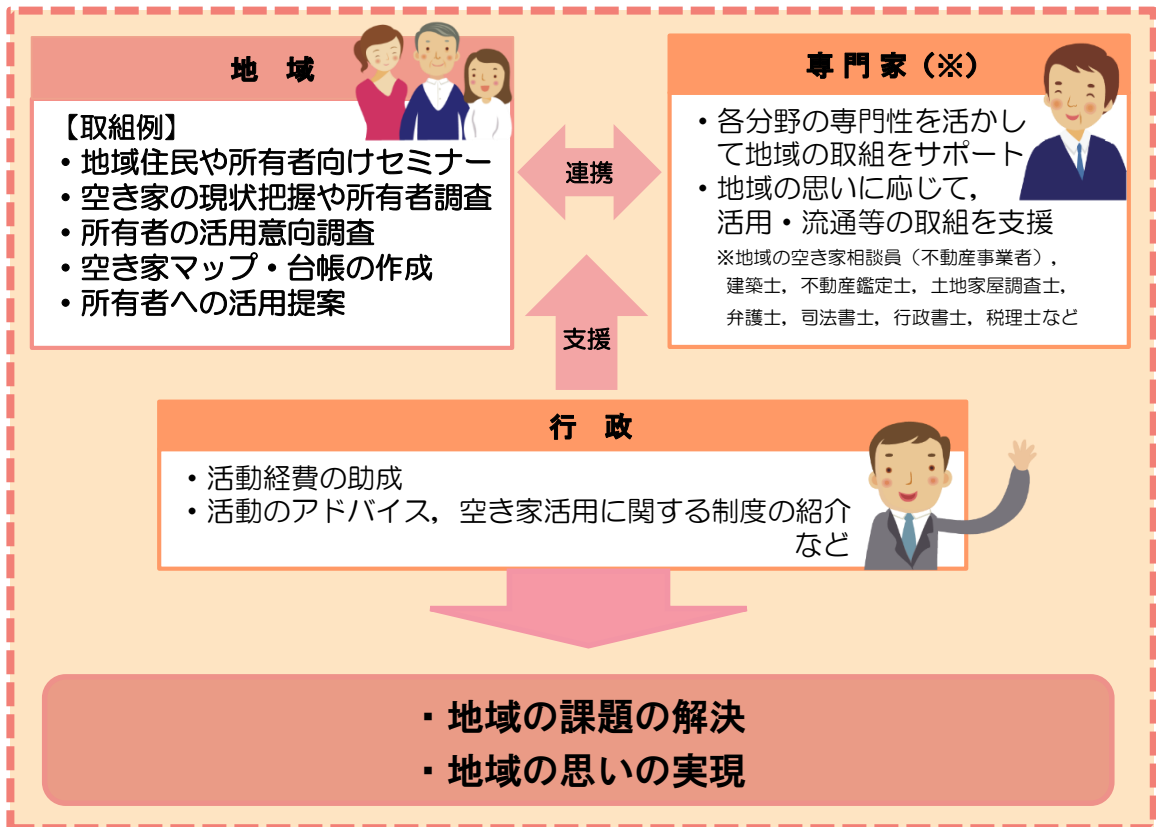 地 域
【取組例】
・地域住民や所有者向けセミナー
・空き家の現状把握や所有者調査
・所有者の活用意向調査
・空き家マップ・台帳の作成
・所有者への活用提案
連携
専 門 家（※）
・各分野の専門性を活かし
て地域の取組をサポート
・地域の思いに応じて，
活用・流通等の取組を支援
※地域の空き家相談員（不動産事業者），
建築士，不動産鑑定士，土地家屋調査士，
弁護士，司法書士，行政書士，税理士など
支援
行 政
・活動経費の助成
・活動のアドバイス，空き家活用に関する制度の紹介
など
・地域の課題の解決
・地域の思いの実現